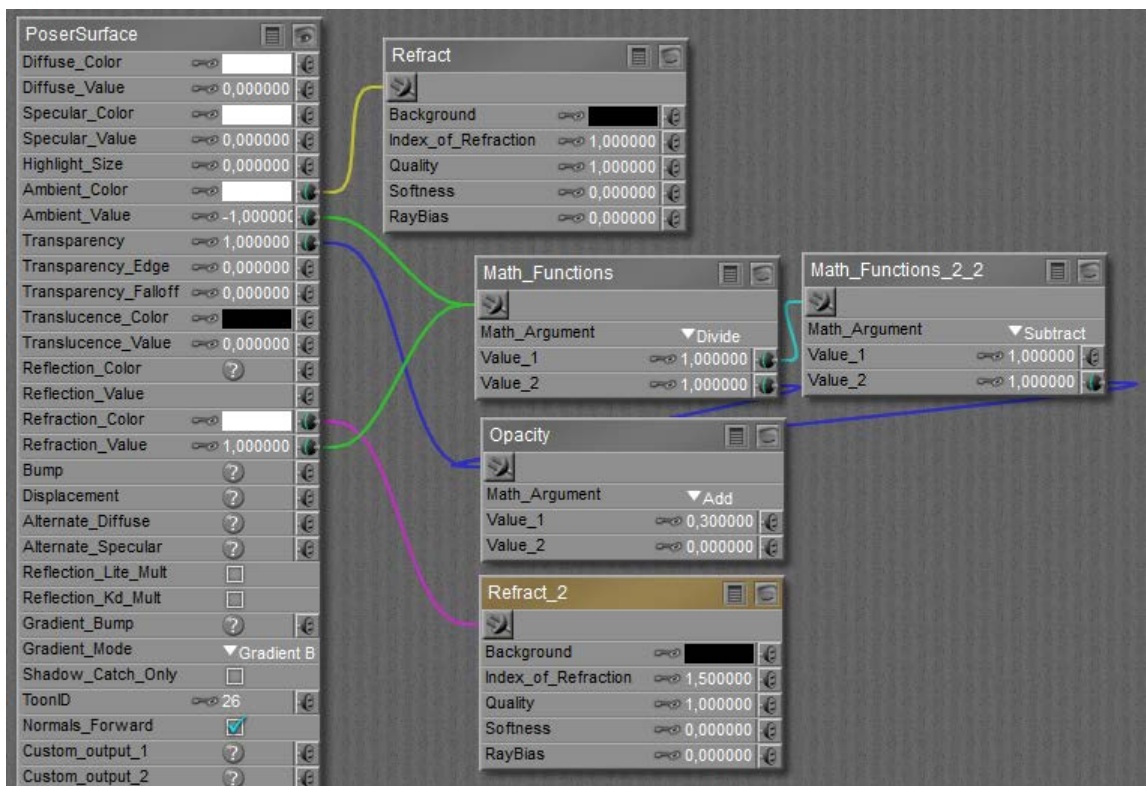 PoserSurface
Diffuse_Color
Diffuse_Value 0,000000
Specular_Color
Specular_Value 0,000000
Highlight_Size 0,000000
Ambient_Color
Ambient_Value -1,000000
Transparency 1,000000
Transparency_Edge 0,000000
Transparency_Falloff 0,000000
Translucence_Color
Translucence_Value 0,000000
Reflection_Color ?
Reflection_Value
Refraction_Color
Refraction_Value 1,000000
Bump ?
Displacement ?
Alternate_Diffuse ?
Alternate_Specular ?
Reflection_Lite_Mult
Reflection_Kd_Mult
Gradient_Bump ?
Gradient_Mode Gradient B
Shadow_Catch_Only
ToonID 26
Normals_Forward
Custom_output_1 ?
Custom_output_2 ?
Refract
Background
Index_of_Refraction 1,000000
Quality 1,000000
Softness 0,000000
RayBias 0,000000
Math_Functions
Math_Argument Divide
Value_1 1,000000
Value_2 1,000000
Math_Functions_2_2
Math_Argument Subtract
Value_1 1,000000
Value_2 1,000000
Opacity
Math_Argument Add
Value_1 0,300000
Value_2 0,000000
Refract_2
Background
Index_of_Refraction 1,500000
Quality 1,000000
Softness 0,000000
RayBias 0,000000